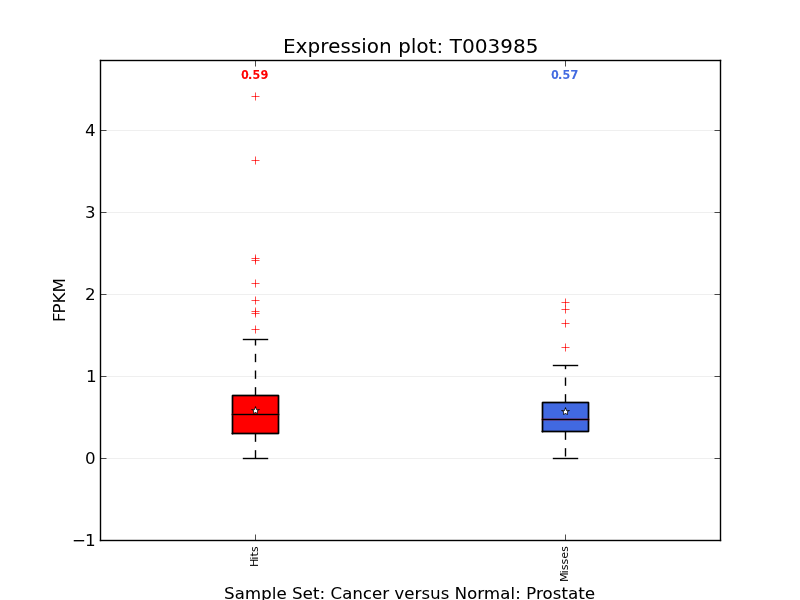 Expression plot: T003985
0.59
0.57
4
3
2
1
0
−1
FPKM
Hits
Misses
Sample Set: Cancer versus Normal: Prostate